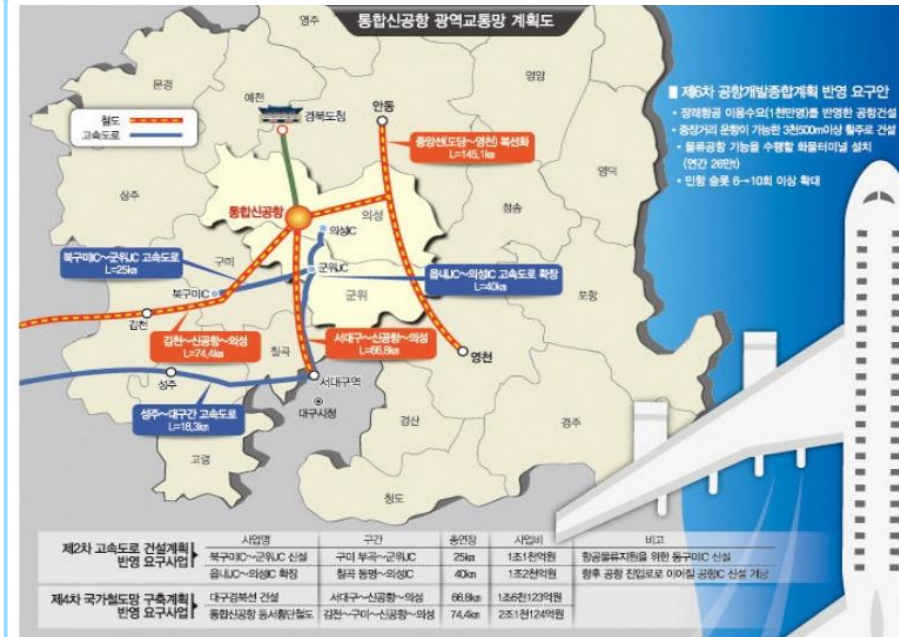 통합신공항 광역교통망 계획도
영주
문경
예천
영양
철도
고속도로
경북도청
안동
■ 제6차 공항개발종합계획 반영 요구안
• 장래항공 이용수요(1천만명)를 반영한 공항건설
• 중장거리 운항이 가능한 3천500m이상 활주로 건설
• 물류공항 기능을 수행할 화물터미널 설치
(연간 26만t)
• 민항 슬롯 6→10회 이상 확대
중앙선(도담~영천) 복선화
L=145.1㎞
상주
영덕
통합신공항
의성
청송
의성IC
북구미IC~군위JC 고속도로
L=25㎞
구미
군위JC
읍내JC~의성IC 고속도로 확장
L=40㎞
북구미IC
군위
포항
김천
김천~신공항~의성
L=74.4㎞
칠곡
서대구~신공항~의성
L=66.8㎞
영천
성주
서대구역
성주~대구간 고속도로
L=18.3㎞
대구시청
경산
경주
고령
청도
사업명 구간 총연장 사업비 비고
제2차 고속도로 건설계획
반영 요구사업
북구미IC~군위JC 신설 구미 부곡~군위JC 25㎞ 1조1천억원 항공물류지원을 위한 동구미IC 신설
읍내JC~의성IC 확장 칠곡 동명~의성IC 40㎞ 1조2천억원 향후 공항 진입로로 이어질 공항IC 신설 계상
제4차 국가철도망 구축계획
반영 요구사업
대구경북선 건설 서대구~신공항~의성 66.8㎞ 1조6천123억원
통합신공항 동서횡단철도 김천~구미~신공항~의성 74.4㎞ 2조1천124억원